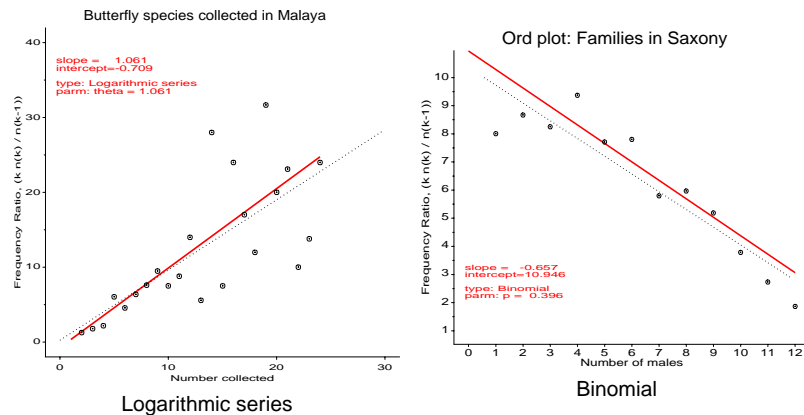 Butterfly species collected in Malaya
Frequency Ratio, (k n(k) / n(k-1))
40
30
20
10
0
slope = 1.061
intercept=-0.709
type: Logarithmic series
parm: theta = 1.061
0 10 20 30
Number collected
Logarithmic series
Ord plot: Families in Saxony
Frequency Ratio, (k n(k) / n(k-1))
10
9
8
7
6
5
4
3
2
1
slope = -0.657
intercept=10.946
type: Binomial
parm: p = 0.396
0 1 2 3 4 5 6 7 8 9 10 11 12
Number of males
Binomial